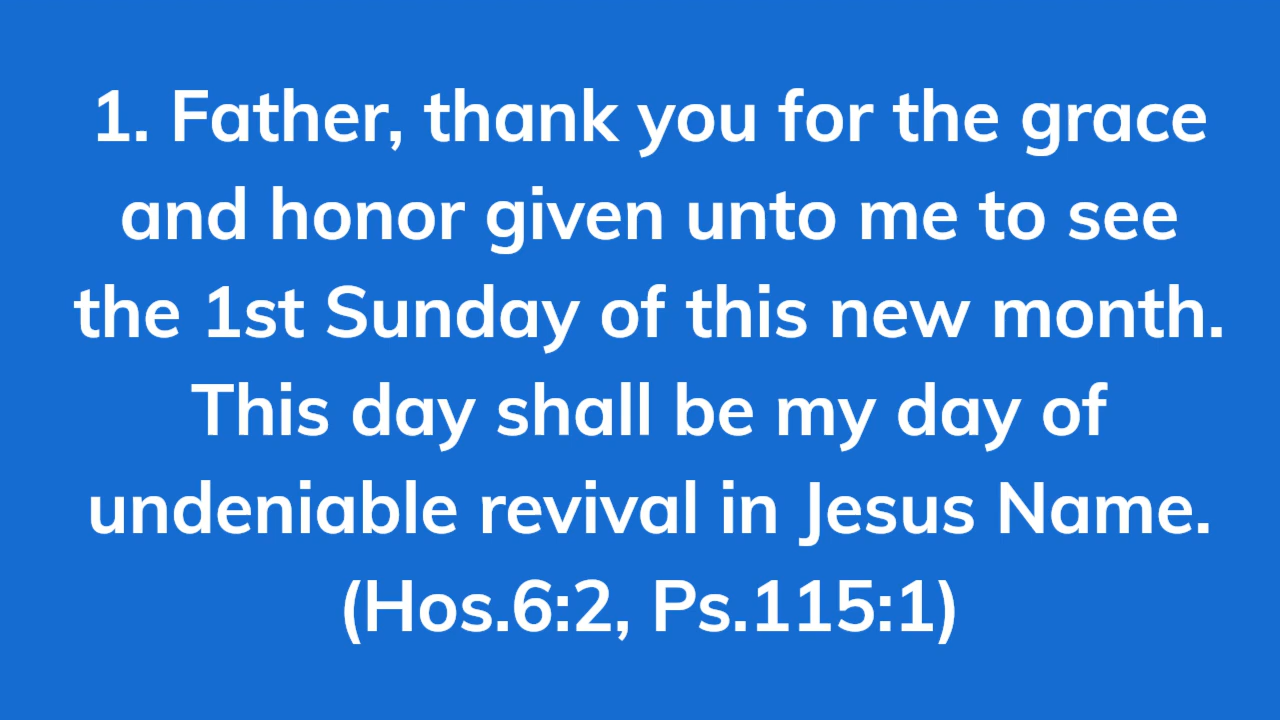 1. Father, thank you for the grace
and honor given unto me to see
the 1st Sunday of this new month.
This day shall be my day of
undeniable revival in Jesus Name.
(Hos.6:2, Ps.115:1)